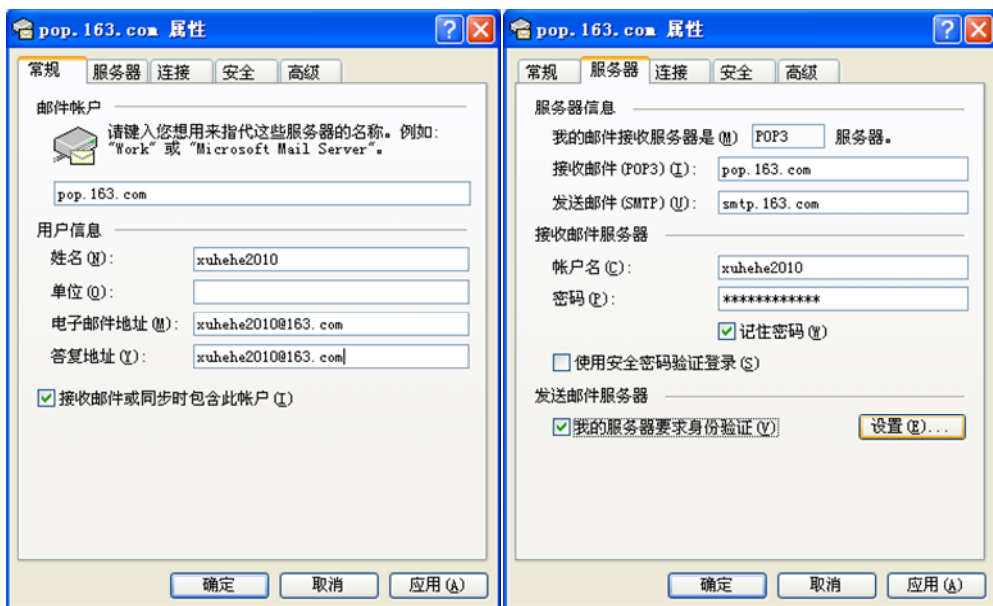 pop.163.com 属性
常规 服务器 连接 安全 高级
邮件帐户
请键入您想用来指代这些服务器的名称。例如:
"Work" 或 "Microsoft Mail Server"。
pop.163.com
用户信息
姓名(N): xuhehe2010
单位(O):
电子邮件地址(M): xuhehe2010@163.com
答复地址(Y): xuhehe2010@163.com
接收邮件或同步时包含此帐户(I)
确定 取消 应用(A)
pop.163.com 属性
常规 服务器 连接 安全 高级
服务器信息
我的邮件接收服务器是(M) POP3 服务器。
接收邮件(POP3)(I): pop.163.com
发送邮件(SMTP)(U): smtp.163.com
接收邮件服务器
帐户名(C): xuhehe2010
密码(P): ************
记住密码(W)
使用安全密码验证登录(S)
发送邮件服务器
我的服务器要求身份验证(V) 设置(E)...
确定 取消 应用(A)